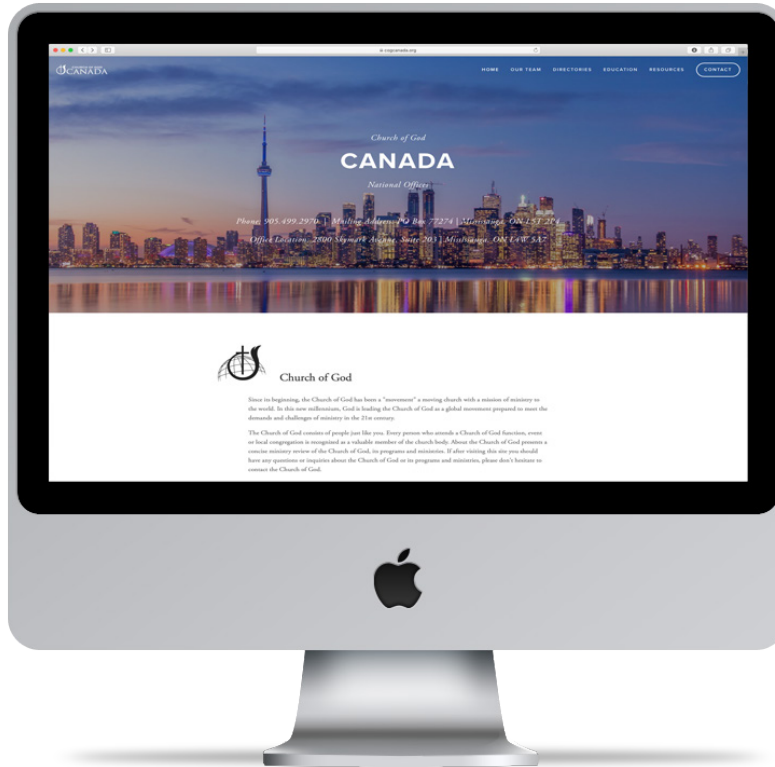 cogcanada.org
CANADA
HOME OUR TEAM DIRECTORIES EDUCATION RESOURCES CONTACT
Church of God
CANADA
National Offices
Phone: 905.499.2970 | Mailing Address: PO Box 77274 | Mississauga, ON L5T 2P4
Office Location: 2800 Skymark Avenue, Suite 203 | Mississauga, ON L4W 5A7
Church of God
Since its beginning, the Church of God has been a "movement" a moving church with a mission of ministry to
the world. In this new millennium, God is leading the Church of God as a global movement prepared to meet the
demands and challenges of ministry in the 21st century.
The Church of God consists of people just like you. Every person who attends a Church of God function, event
or local congregation is recognized as a valuable member of the church body. About the Church of God presents a
concise ministry review of the Church of God, its programs and ministries. If after visiting this site you should
have any questions or inquiries about the Church of God or its programs and ministries, please don't hesitate to
contact the Church of God.